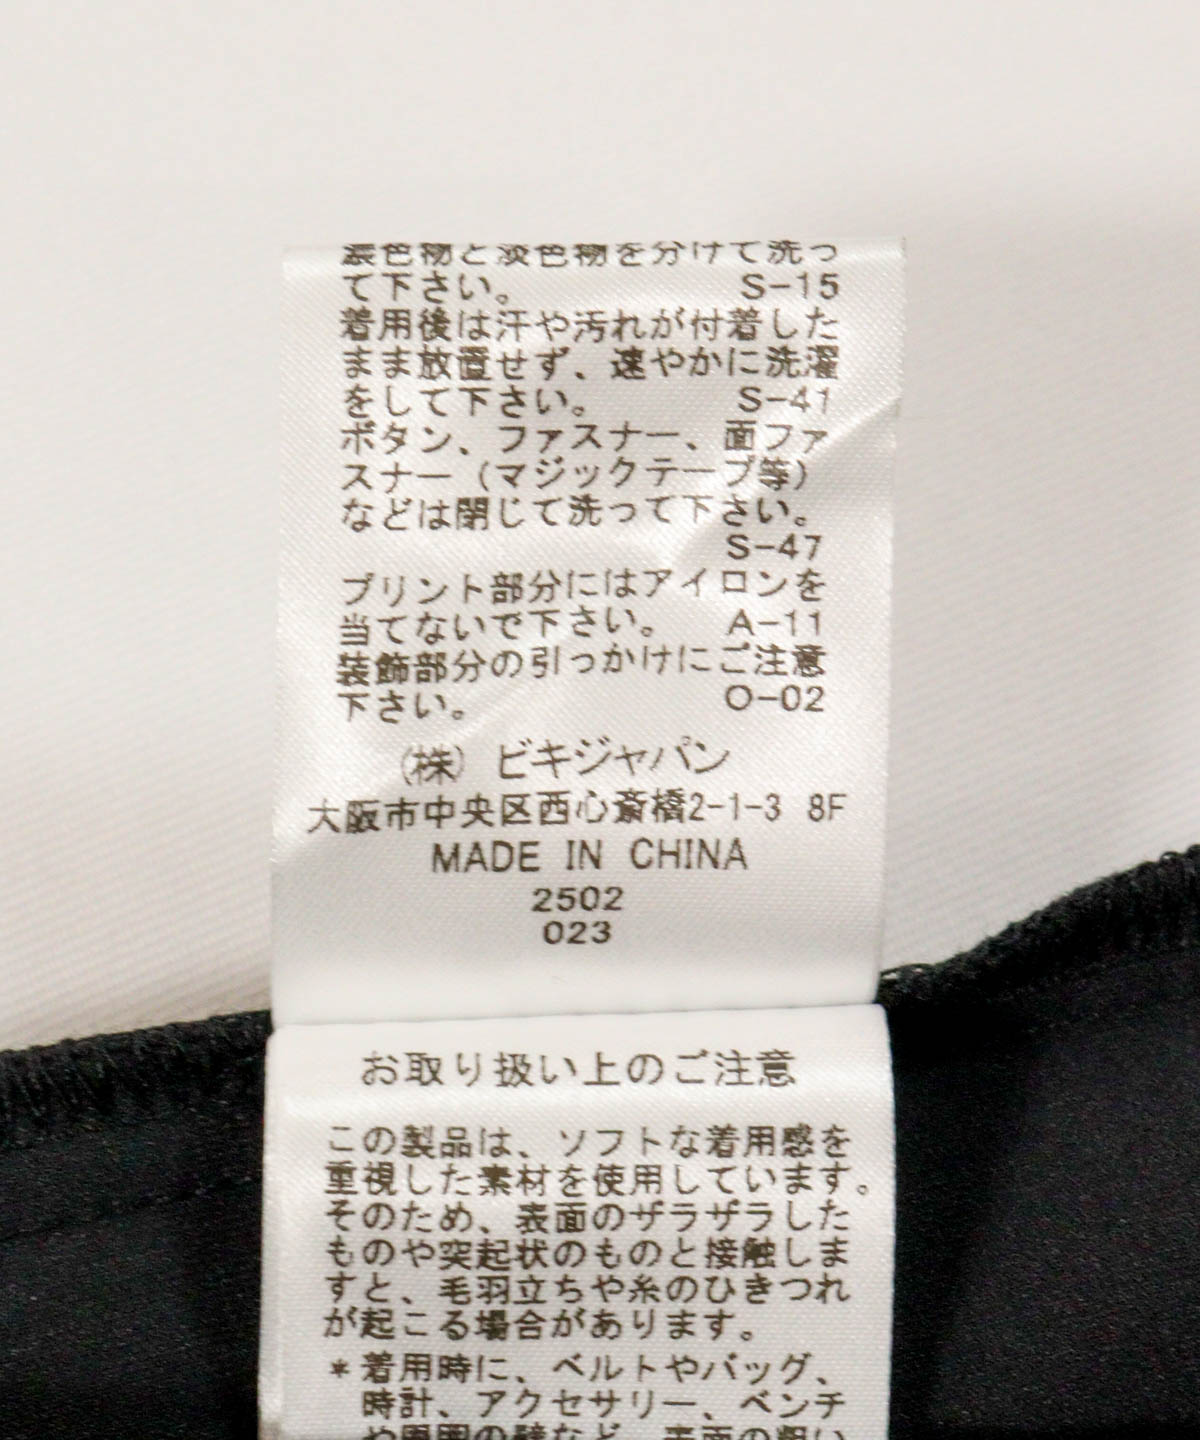 濃色物と淡色物を分けて洗っ
て下さい。 S-15
着用後は汗や汚れが付着した
まま放置せず、速やかに洗濯
をして下さい。 S-41
ボタン、ファスナー、面ファ
スナー（マジックテープ等）
などは閉じて洗って下さい。
S-47
プリント部分にはアイロンを
当てないで下さい。 A-11
装飾部分の引っかけにご注意
下さい。 O-02
(株) ビキジャパン
大阪市中央区西心斎橋2-1-3 8F
MADE IN CHINA
2502
023
お取り扱い上のご注意
この製品は、ソフトな着用感を
重視した素材を使用しています。
そのため、表面のザラザラした
ものや突起状のものと接触しま
すと、毛羽立ちや糸のひきつれ
が起こる場合があります。
*着用時に、ベルトやバッグ、
時計、アクセサリー、ベンチ
や周囲の壁など、表面の粗い